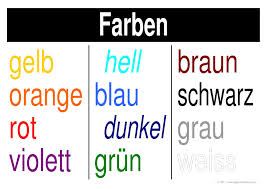 Farben
gelb hell braun
orange blau schwarz
rot dunkel grau
violett grün weiss